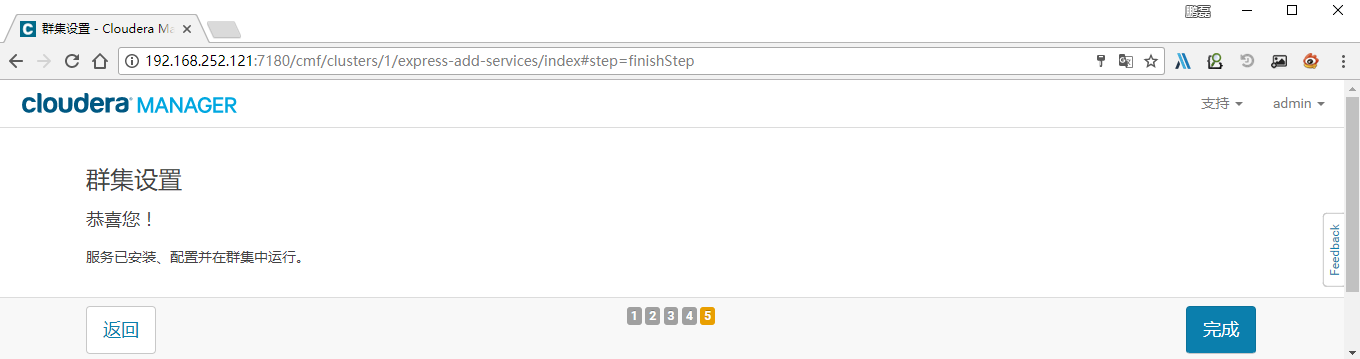 鹏磊
群集设置 - Cloudera Ma
192.168.252.121:7180/cmf/clusters/1/express-add-services/index#step=finishStep
cloudera MANAGER
支持
admin
群集设置
恭喜您！
服务已安装、配置并在群集中运行。
Feedback
返回
1 2 3 4 5
完成